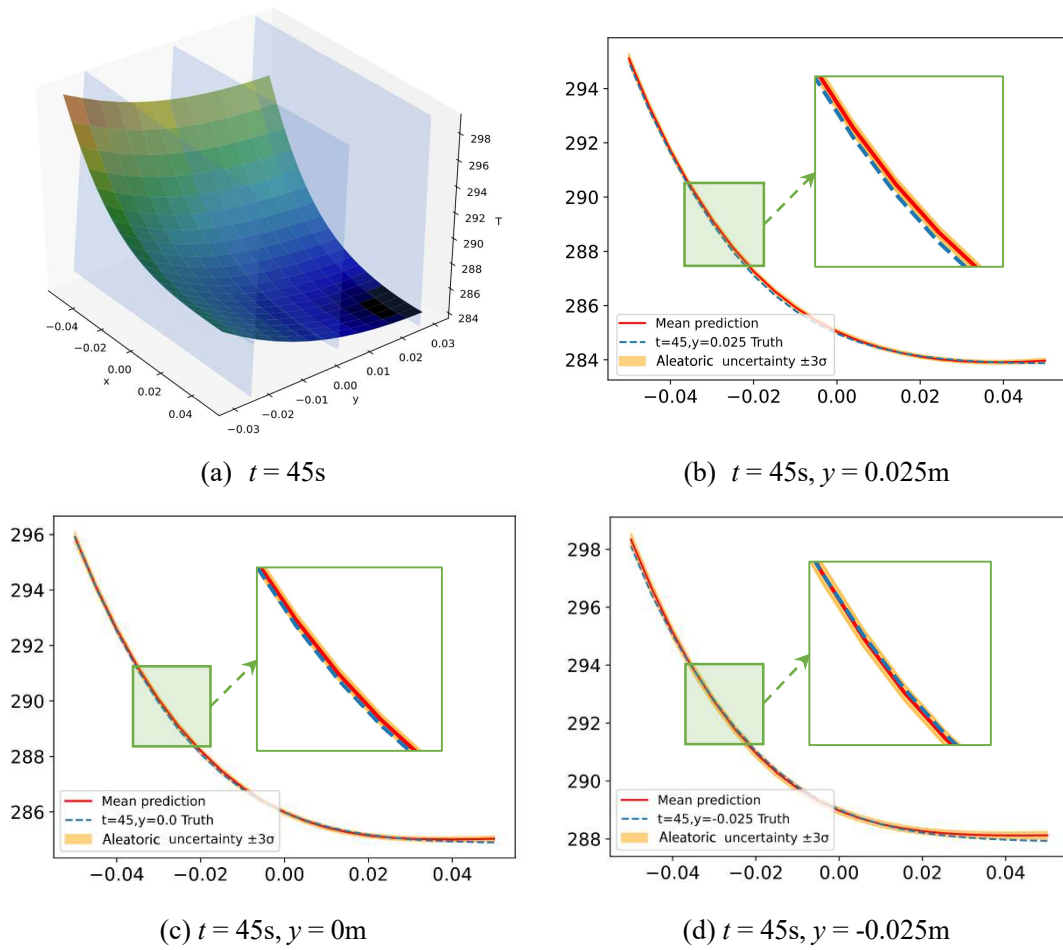 298
296
294
292
T
290
288
286
284
−0.04
−0.02
0.00
0.02
0.04
x
−0.03
−0.02
−0.01
0.00
0.01
0.02
0.03
y
(a) t = 45s
294
292
290
288
286
284
Mean prediction
t=45,y=0.025 Truth
Aleatoric uncertainty ±3σ
−0.04 −0.02 0.00 0.02 0.04
(b) t = 45s, y = 0.025m
296
294
292
290
288
286
Mean prediction
t=45,y=0.0 Truth
Aleatoric uncertainty ±3σ
−0.04 −0.02 0.00 0.02 0.04
(c) t = 45s, y = 0m
298
296
294
292
290
288
Mean prediction
t=45,y=-0.025 Truth
Aleatoric uncertainty ±3σ
−0.04 −0.02 0.00 0.02 0.04
(d) t = 45s, y = -0.025m